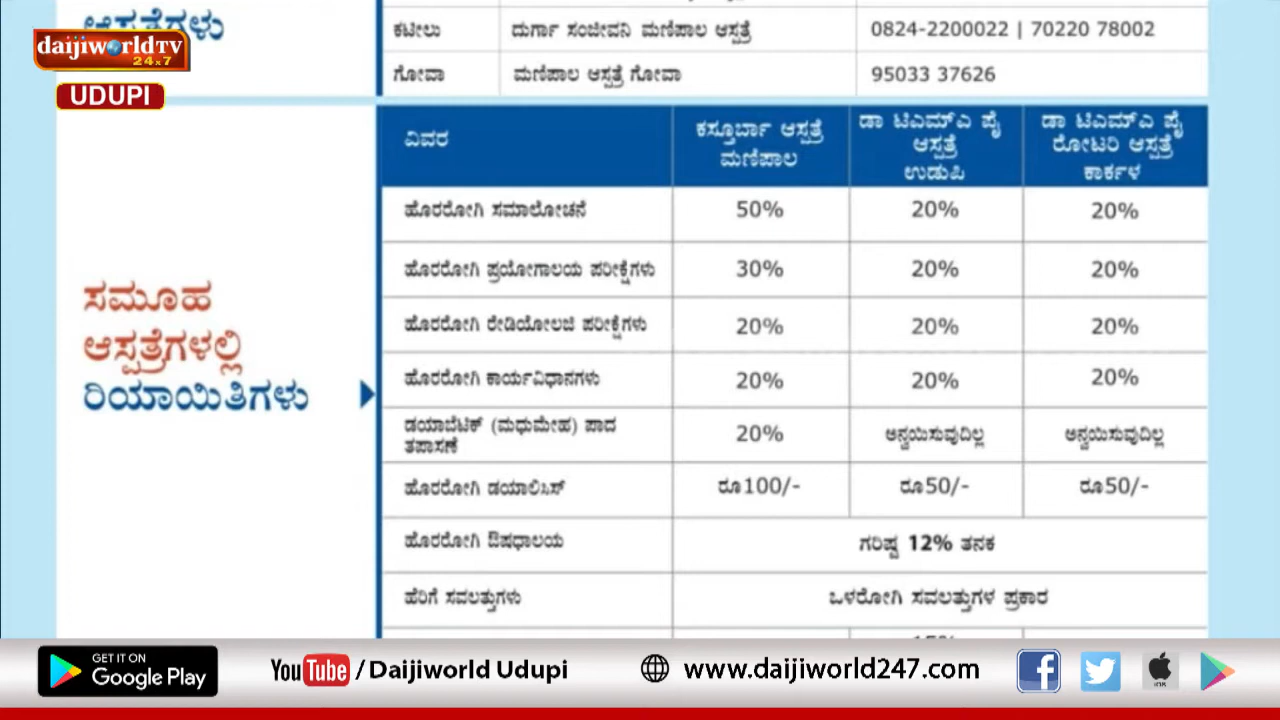 ಆಸ್ಪತ್ರೆಗಳು
daijiworldTV
24x7
UDUPI
ಕಟೀಲು ದುರ್ಗಾ ಸಂಜೀವನಿ ಮಣಿಪಾಲ ಆಸ್ಪತ್ರೆ 0824-2200022 | 70220 78002
ಗೋವಾ ಮಣಿಪಾಲ ಆಸ್ಪತ್ರೆ ಗೋವಾ 95033 37626
ಸಮೂಹ
ಆಸ್ಪತ್ರೆಗಳಲ್ಲಿ
ರಿಯಾಯಿತಿಗಳು
ವಿವರ
ಕಸ್ತೂರ್ಬಾ ಆಸ್ಪತ್ರೆ
ಮಣಿಪಾಲ
ಡಾ ಟಿಎಮ್ಎ ಪೈ
ಆಸ್ಪತ್ರೆ
ಉಡುಪಿ
ಡಾ ಟಿಎಮ್ಎ ಪೈ
ರೋಟರಿ ಆಸ್ಪತ್ರೆ
ಕಾರ್ಕಳ
ಹೊರರೋಗಿ ಸಮಾಲೋಚನೆ 50% 20% 20%
ಹೊರರೋಗಿ ಪ್ರಯೋಗಾಲಯ ಪರೀಕ್ಷೆಗಳು 30% 20% 20%
ಹೊರರೋಗಿ ರೇಡಿಯೋಲಜಿ ಪರೀಕ್ಷೆಗಳು 20% 20% 20%
ಹೊರರೋಗಿ ಕಾರ್ಯವಿಧಾನಗಳು 20% 20% 20%
ಡಯಾಬೆಟಿಕ್ (ಮಧುಮೇಹ) ಪಾದ
ತಪಾಸಣೆ 20% ಅನ್ವಯಿಸುವುದಿಲ್ಲ ಅನ್ವಯಿಸುವುದಿಲ್ಲ
ಹೊರರೋಗಿ ಡಯಾಲಿಸಿಸ್ ರೂ100/- ರೂ50/- ರೂ50/-
ಹೊರರೋಗಿ ಔಷಧಾಲಯ ಗರಿಷ್ಟ 12% ತನಕ
ಹೆರಿಗೆ ಸವಲತ್ತುಗಳು ಒಳರೋಗಿ ಸವಲತ್ತುಗಳ ಪ್ರಕಾರ
GET IT ON
Google Play
YouTube /Daijiworld Udupi
www.daijiworld247.com